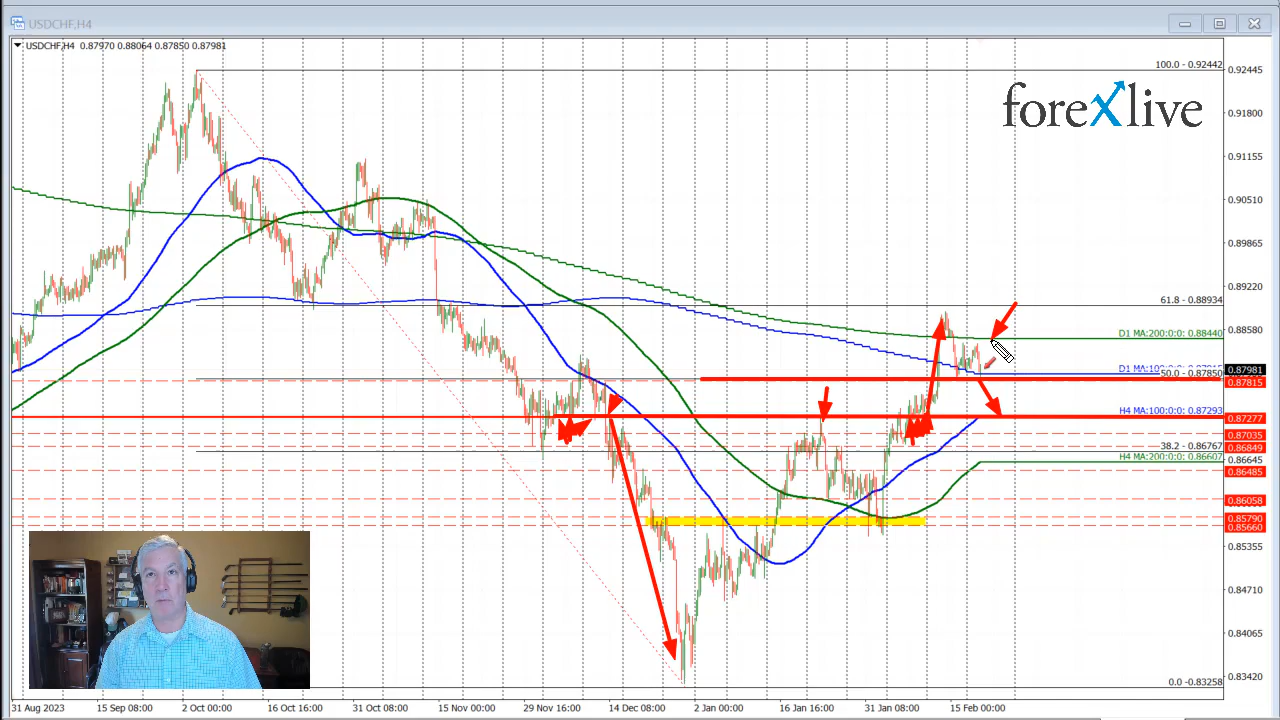 USDCHF,H4
USDCHF,H4 0.87970 0.88064 0.87850 0.87981
forexlive
100.0 - 0.92442
61.8 - 0.88934
D1 MA:200:0:0: 0.88440
50.0 - 0.87850
H4 MA:100:0:0: 0.87293
38.2 - 0.86767
H4 MA:200:0:0: 0.86607
0.0 -0.83258
0.92445
0.91800
0.91155
0.90510
0.89865
0.89220
0.88580
0.87981
0.87815
0.87277
0.87035
0.86849
0.86645
0.86485
0.86058
0.85790
0.85660
0.85355
0.84710
0.84065
0.83420
31 Aug 2023
15 Sep 08:00
2 Oct 00:00
16 Oct 16:00
31 Oct 08:00
15 Nov 00:00
29 Nov 16:00
14 Dec 08:00
2 Jan 00:00
16 Jan 16:00
31 Jan 08:00
15 Feb 00:00